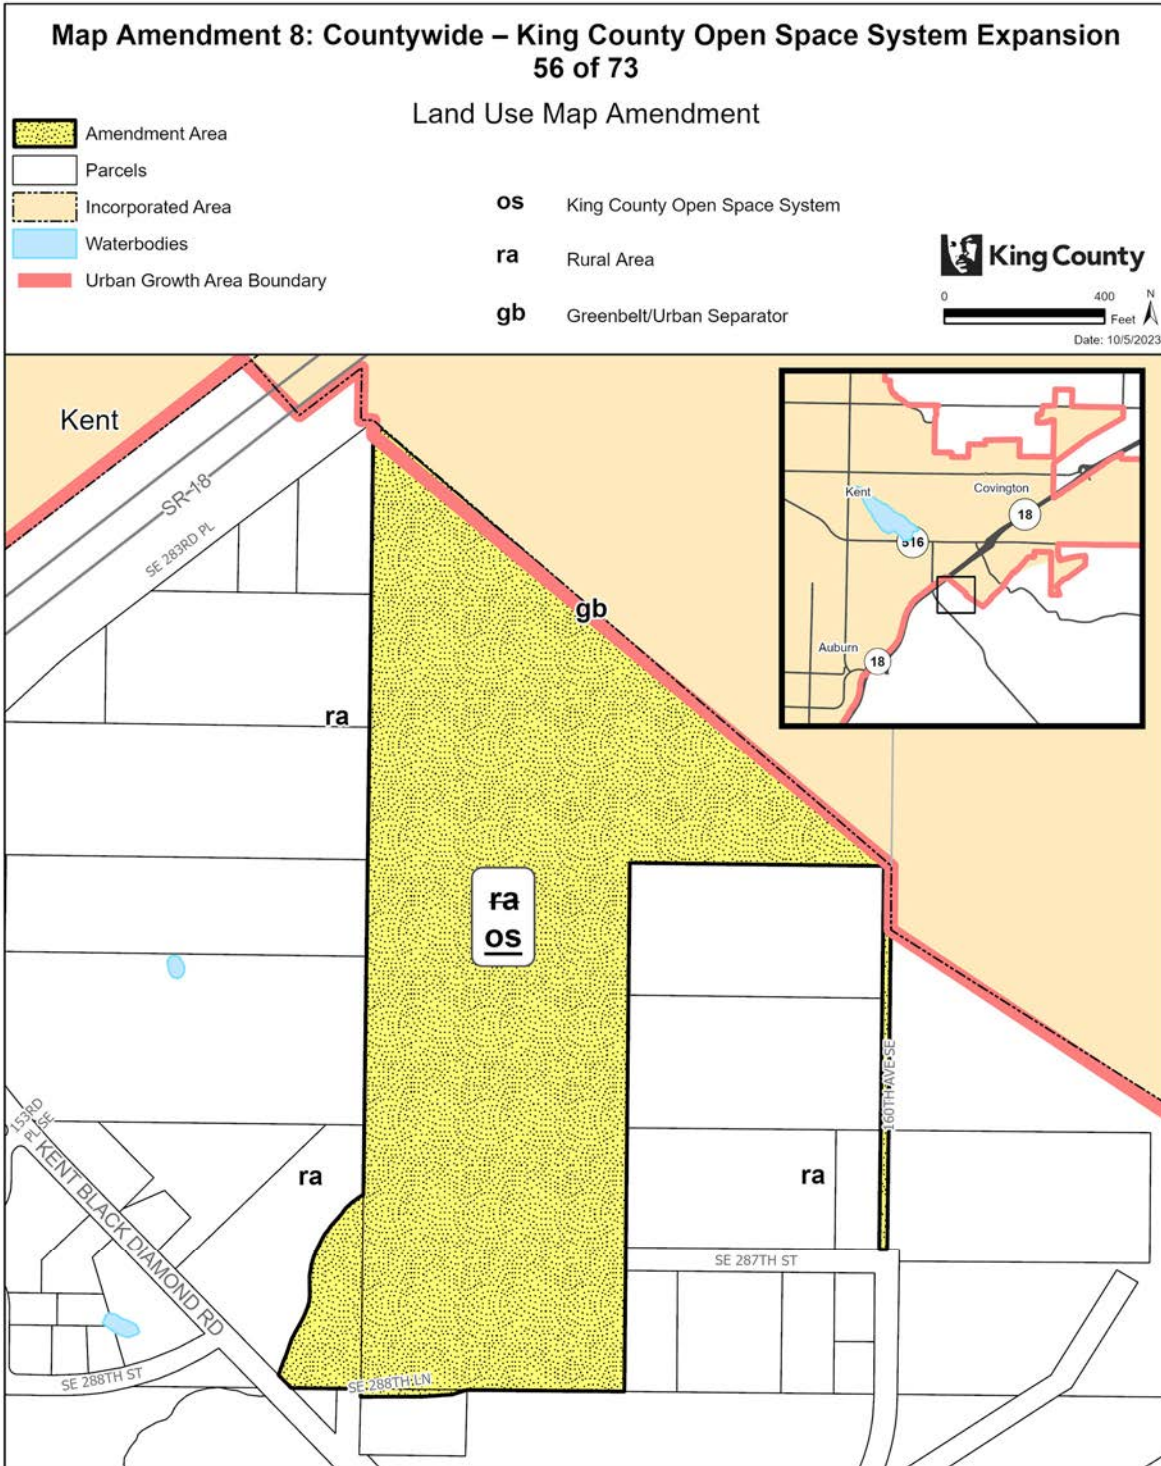 Map Amendment 8: Countywide – King County Open Space System Expansion
56 of 73
Land Use Map Amendment
Amendment Area
Parcels
Incorporated Area
Waterbodies
Urban Growth Area Boundary
os King County Open Space System
ra Rural Area
gb Greenbelt/Urban Separator
King County
0 400
Feet
N
Date: 10/5/2023
Kent
SR-18
SE 283RD PL
gb
ra
ra
os
ra
ra
160TH AVE SE
153RD
PL SE
KENT BLACK DIAMOND RD
SE 287TH ST
SE 288TH ST
SE 288TH LN
Kent
Covington
18
516
Auburn
18